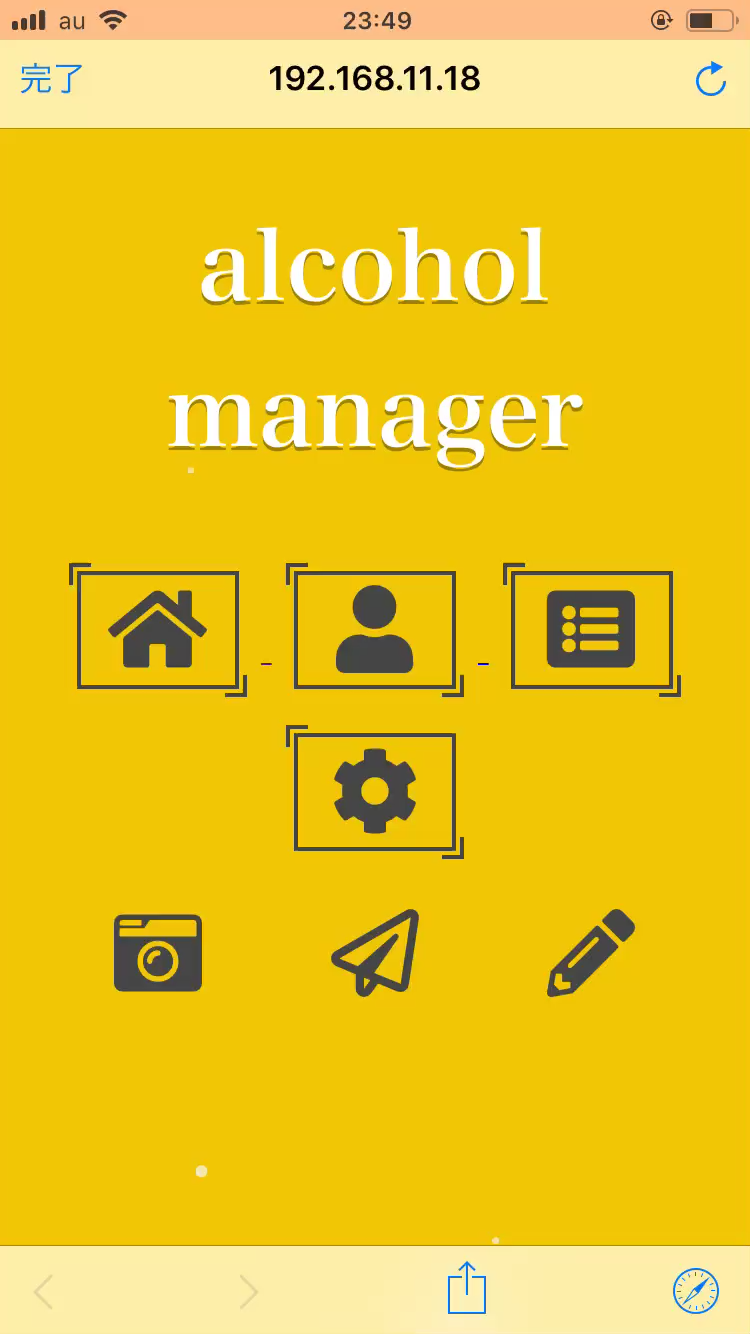 au 23:49
完了 192.168.11.18
alcohol
manager